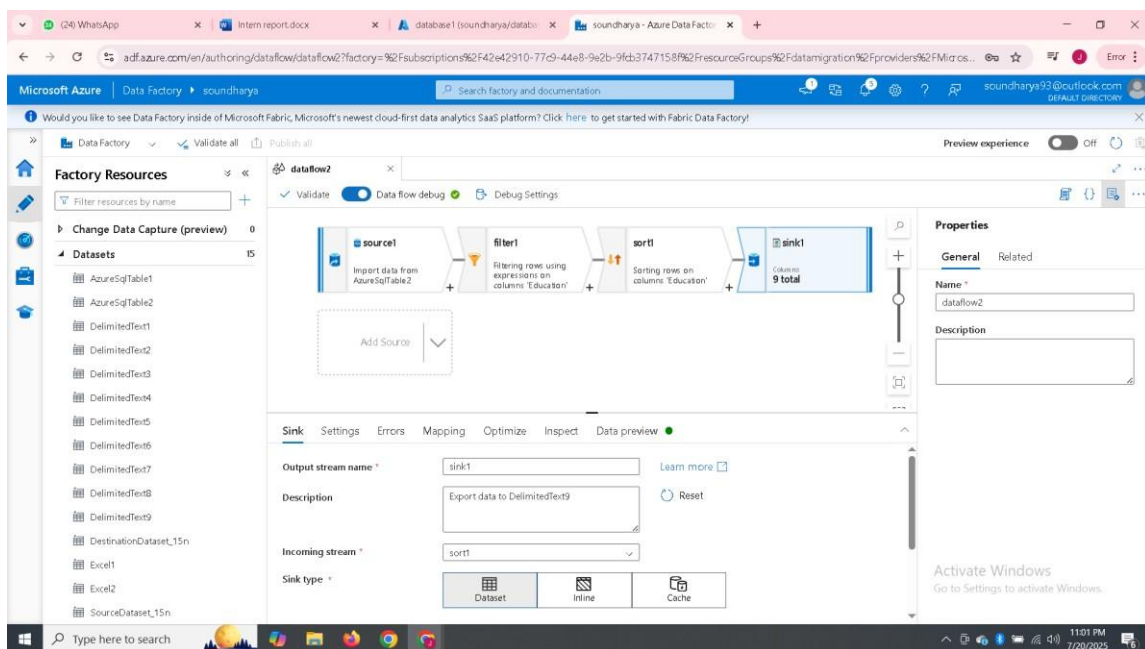 (24) WhatsApp
Intern report.docx
database1 (soundharya/databa
soundharya - Azure Data Facto
adf.azure.com/en/authoring/dataflow/dataflow2?factory=%2Fsubscriptions%2F42e42910-77c9-44e8-9e2b-9fcb3747158f%2FresourceGroups%2Fdatamigration%2Fproviders%2FMicros...
Error
Microsoft Azure | Data Factory ▸ soundharya
Search factory and documentation
1
5
soundharya93@outlook.com
DEFAULT DIRECTORY
Would you like to see Data Factory inside of Microsoft Fabric, Microsoft's newest cloud-first data analytics SaaS platform? Click here to get started with Fabric Data Factory!
Data Factory
Validate all
Publish all
Preview experience
Off
Factory Resources
Filter resources by name
Change Data Capture (preview) 0
Datasets 15
AzureSqlTable1
AzureSqlTable2
DelimitedText1
DelimitedText2
DelimitedText3
DelimitedText4
DelimitedText5
DelimitedText6
DelimitedText7
DelimitedText8
DelimitedText9
DestinationDataset_15n
Excel1
Excel2
SourceDataset_15n
dataflow2
Validate
Data flow debug
Debug Settings
source1
Import data from
AzureSqlTable2
filter1
Filtering rows using
expressions on
columns 'Education'
sort1
Sorting rows on
columns 'Education'
sink1
Columns
9 total
Add Source
Sink
Settings
Errors
Mapping
Optimize
Inspect
Data preview
Output stream name *
sink1
Learn more
Description
Export data to DelimitedText9
Reset
Incoming stream *
sort1
Sink type *
Dataset
Inline
Cache
Properties
General
Related
Name *
dataflow2
Description
Activate Windows
Go to Settings to activate Windows.
Type here to search
11:01 PM
7/20/2025
6